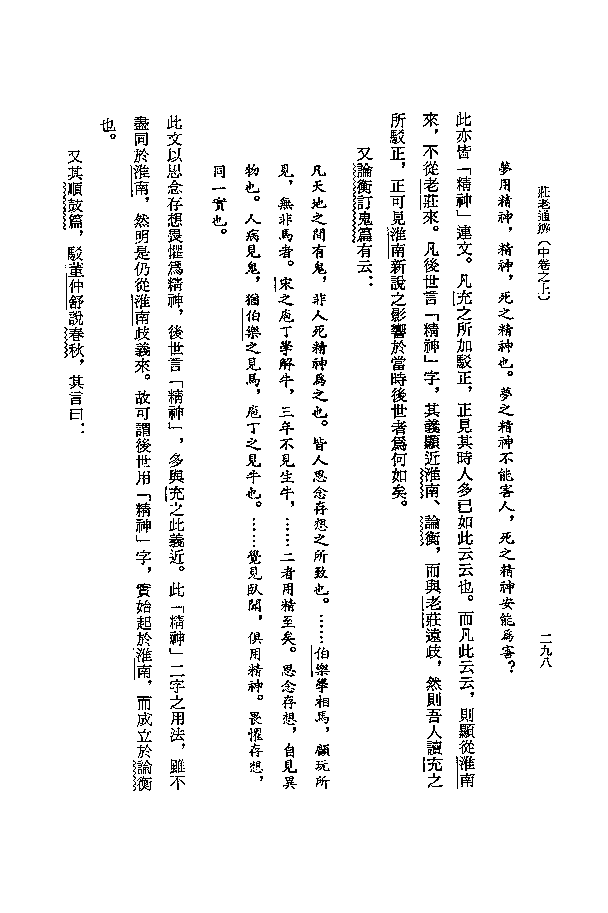 莊老通辨（中卷之上）
二九八
夢用精神，精神，死之精神也。夢之精神不能害人，死之精神安能爲害？
此亦皆「精神」連文。凡充之所加駁正，正見其時人多已如此云云也。而凡此云云，則顯從淮南
來，不從老莊來。凡後世言「精神」字，其義顯近淮南、論衡，而與老莊遠歧，然則吾人讀充之
所駁正，正可見淮南新說之影響於當時後世者爲何如矣。
又論衡訂鬼篇有云：
凡天地之間有鬼，非人死精神爲之也。皆人思念存想之所致也。……伯樂學相馬，顧玩所
見，無非馬者。宋之庖丁學解牛，三年不見生牛，……二者用精至矣。思念存想，自見異
物也。人病見鬼，猶伯樂之見馬，庖丁之見牛也。……覺見臥聞，俱用精神。畏懼存想，
同一實也。
此文以思念存想畏懼爲精神，後世言「精神」，多與充之此義近。此「精神」二字之用法，雖不
盡同於淮南，然明是仍從淮南歧義來。故可謂後世用「精神」字，實始起於淮南，而成立於論衡
也。
又其順鼓篇，駁董仲舒說春秋，其言曰：